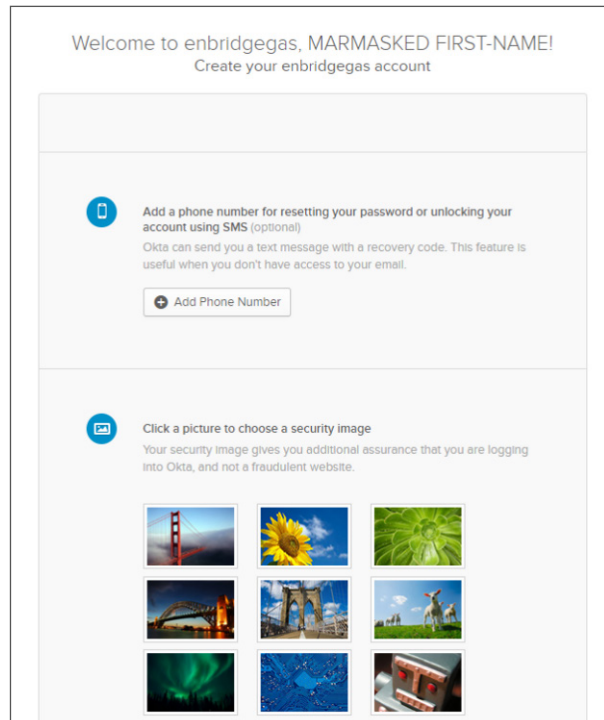 Welcome to enbridgegas, MARMASKED FIRST-NAME!
Create your enbridgegas account
Add a phone number for resetting your password or unlocking your
account using SMS (optional)
Okta can send you a text message with a recovery code. This feature is
useful when you don't have access to your email.
Add Phone Number
Click a picture to choose a security image
Your security image gives you additional assurance that you are logging
into Okta, and not a fraudulent website.